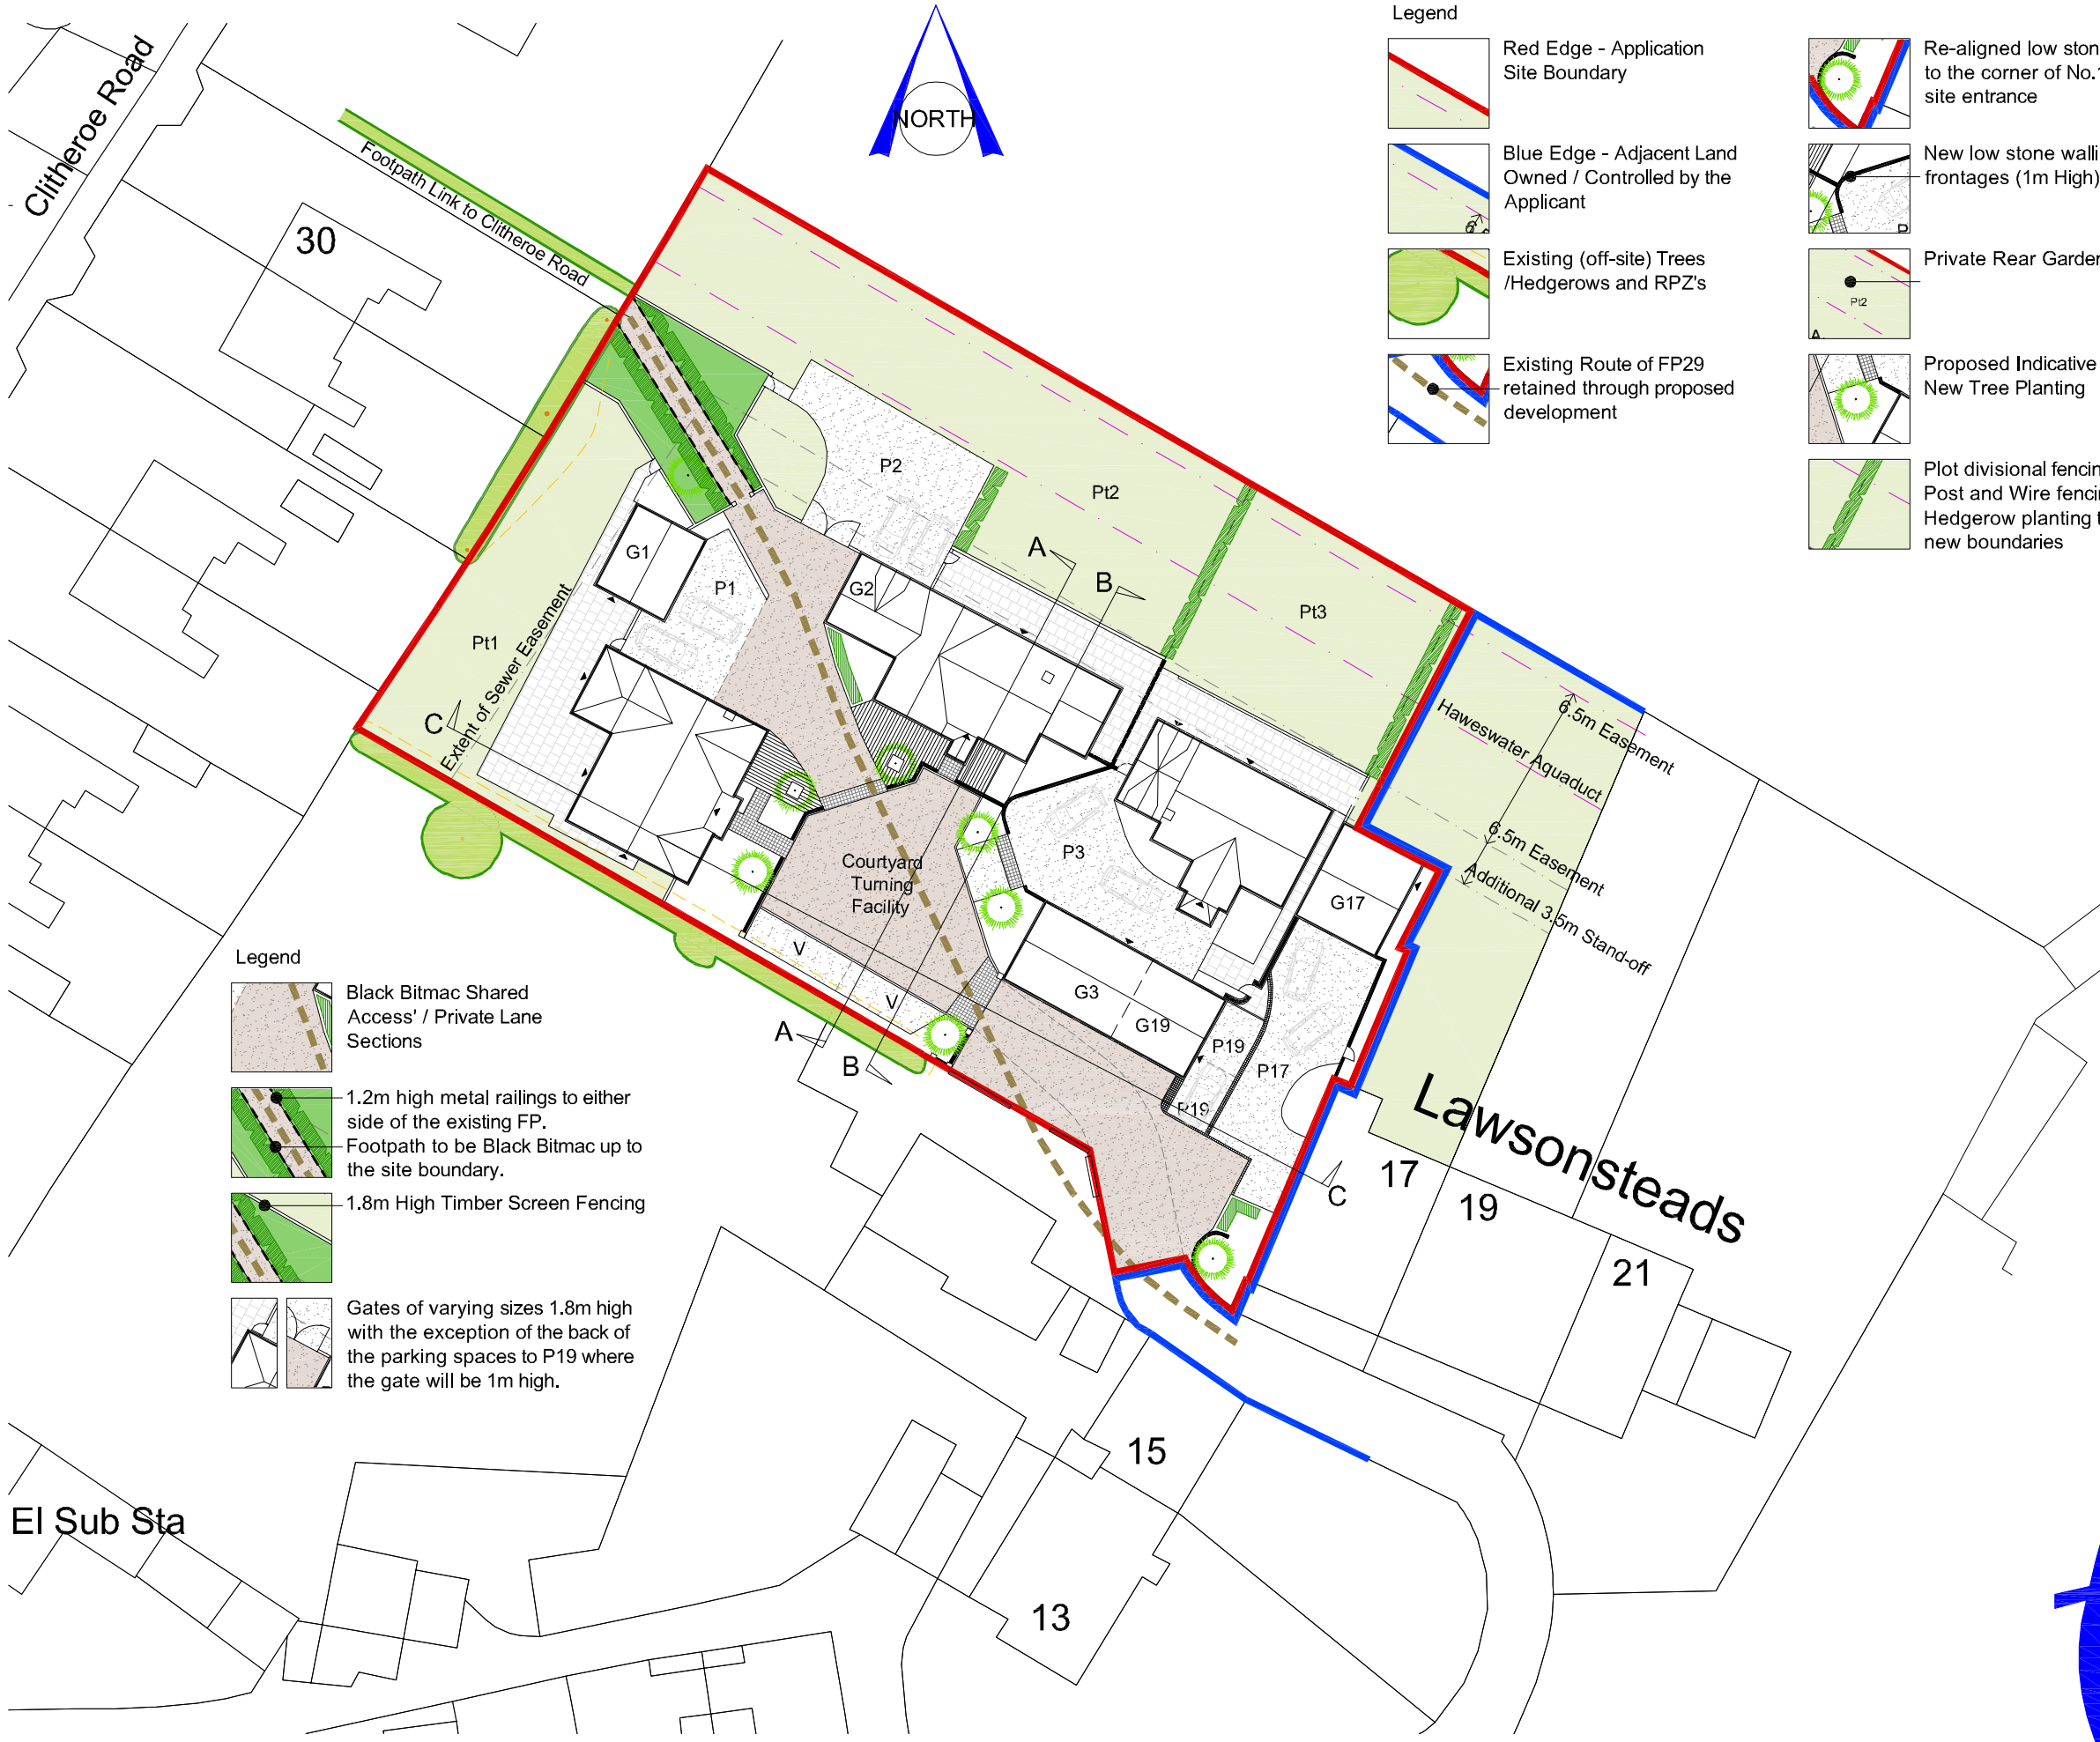 Legend
Red Edge - Application
Site Boundary
Blue Edge - Adjacent Land
Owned / Controlled by the
Applicant
Existing (off-site) Trees
/Hedgerows and RPZ's
Existing Route of FP29
retained through proposed
development
Re-aligned low ston
to the corner of No.
site entrance
New low stone walli
frontages (1m High)
Private Rear Garder
Proposed Indicative
New Tree Planting
Plot divisional fencin
Post and Wire fencin
Hedgerow planting t
new boundaries
Pt2
NORTH
Clitheroe Road
Footpath Link to Clitheroe Road
30
P2
Pt2
A
B
G1
P1
G2
Pt3
Pt1
Extent of Sewer Easement
C
6.5m Easement
Haweswater Aquaduct
6.5m Easement
Additional 3.5m Stand-off
P3
Courtyard
Turning
Facility
G17
V
V
G3
G19
P19
P17
P19
A
B
C
Lawsonsteads
17
19
21
15
13
El Sub Sta
Legend
Black Bitmac Shared
Access' / Private Lane
Sections
1.2m high metal railings to either
side of the existing FP.
Footpath to be Black Bitmac up to
the site boundary.
1.8m High Timber Screen Fencing
Gates of varying sizes 1.8m high
with the exception of the back of
the parking spaces to P19 where
the gate will be 1m high.